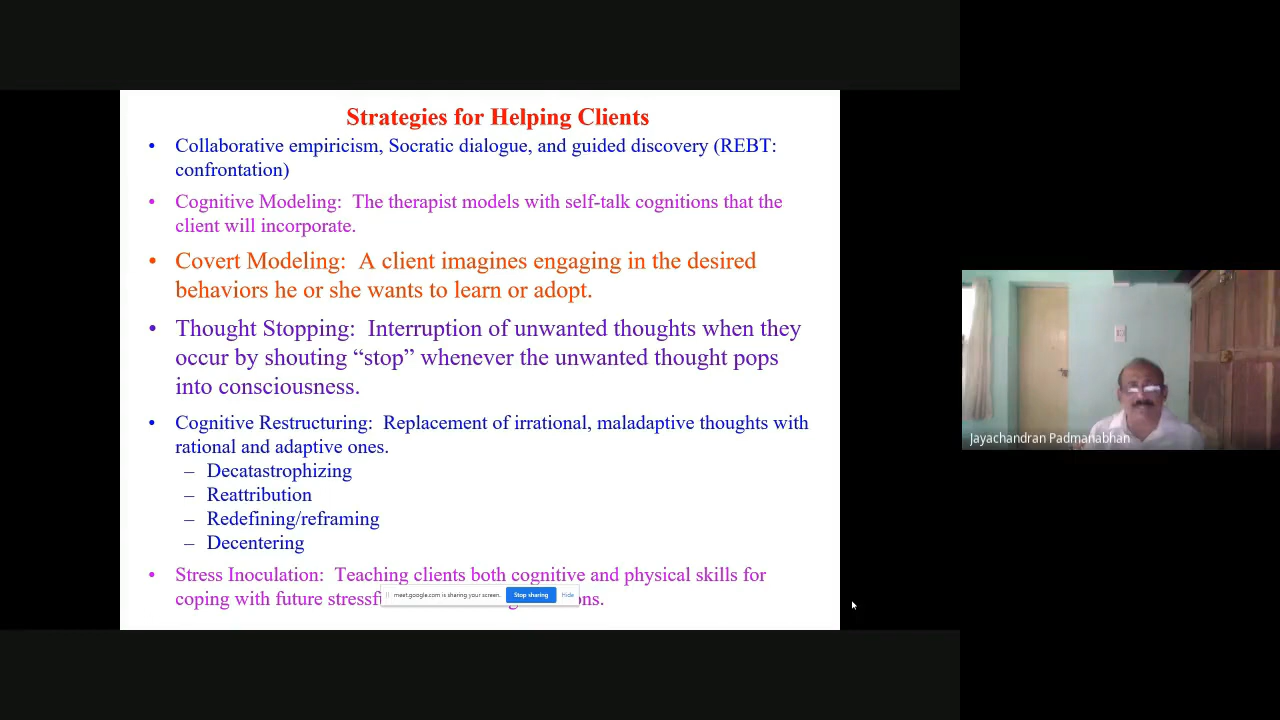 Strategies for Helping Clients
• Collaborative empiricism, Socratic dialogue, and guided discovery (REBT:
confrontation)
• Cognitive Modeling: The therapist models with self-talk cognitions that the
client will incorporate.
• Covert Modeling: A client imagines engaging in the desired
behaviors he or she wants to learn or adopt.
• Thought Stopping: Interruption of unwanted thoughts when they
occur by shouting “stop” whenever the unwanted thought pops
into consciousness.
• Cognitive Restructuring: Replacement of irrational, maladaptive thoughts with
rational and adaptive ones.
– Decatastrophizing
– Reattribution
– Redefining/reframing
– Decentering
• Stress Inoculation: Teaching clients both cognitive and physical skills for
coping with future
meet.google.com is sharing your screen. Stop sharing Hide
Jayachandran Padmanabhan